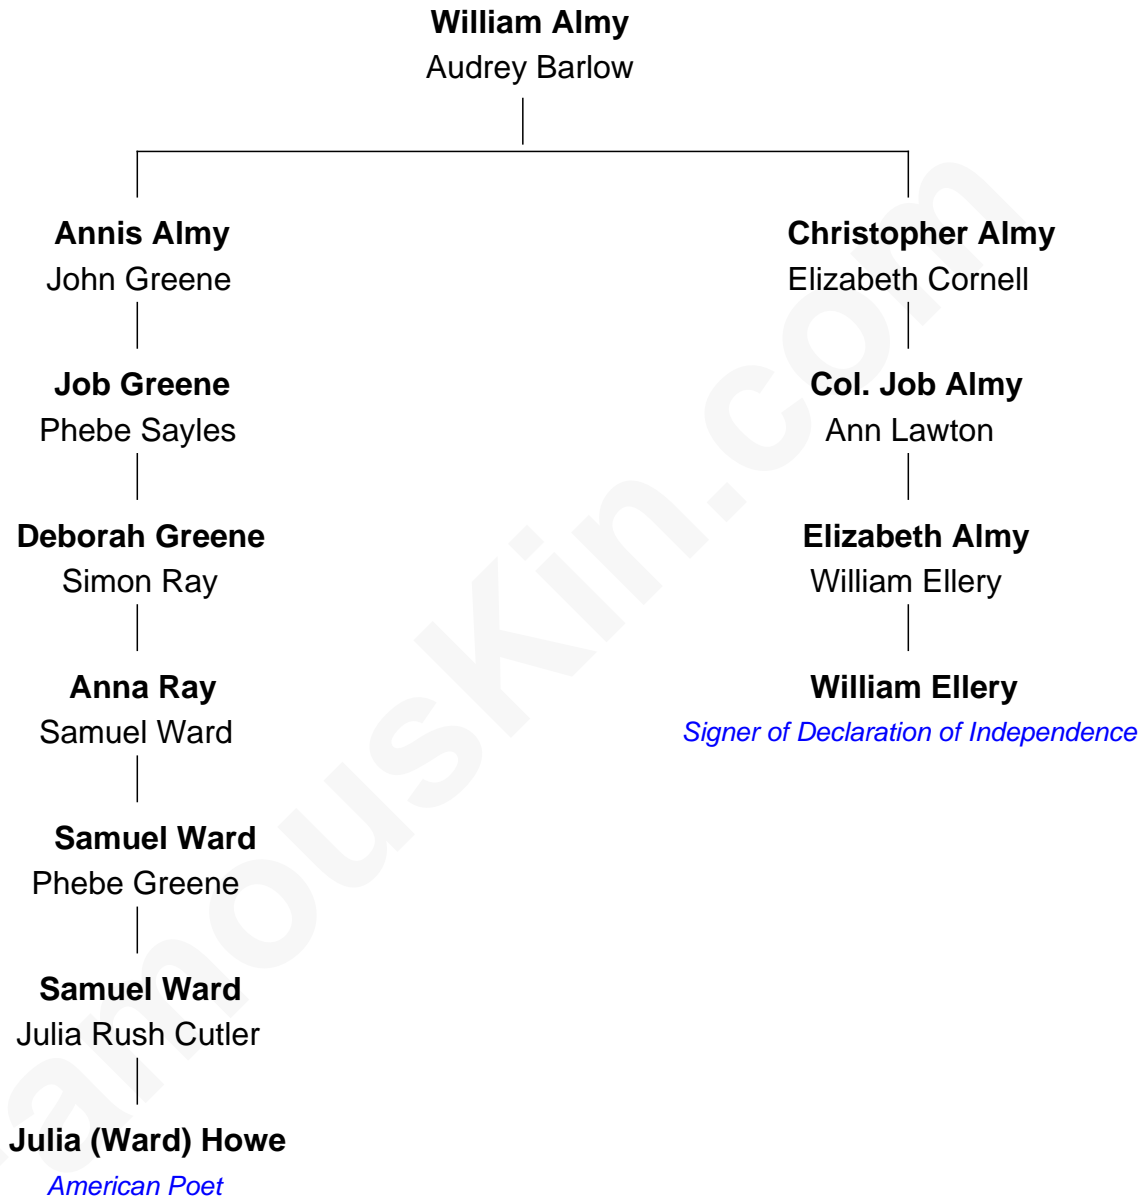 William Almy
Audrey Barlow
Annis Almy
John Greene
Christopher Almy
Elizabeth Cornell
Job Greene
Phebe Sayles
Col. Job Almy
Ann Lawton
Deborah Greene
Simon Ray
Elizabeth Almy
William Ellery
Anna Ray
Samuel Ward
William Ellery
Signer of Declaration of Independence
Samuel Ward
Phebe Greene
Samuel Ward
Julia Rush Cutler
Julia (Ward) Howe
American Poet
FamousKin.com